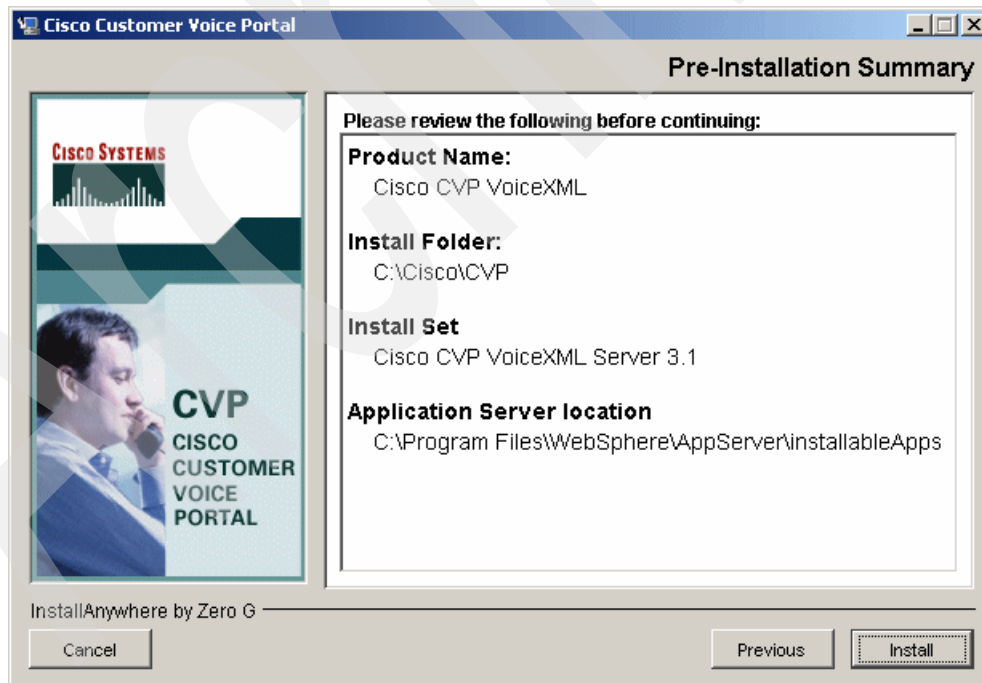 Cisco Customer Voice Portal
Pre-Installation Summary
CISCO SYSTEMS
CVP
CISCO
CUSTOMER
VOICE
PORTAL
Please review the following before continuing:
Product Name:
Cisco CVP VoiceXML
Install Folder:
C:\Cisco\CVP
Install Set
Cisco CVP VoiceXML Server 3.1
Application Server location
C:\Program Files\WebSphere\AppServer\installableApps
InstallAnywhere by Zero G
Cancel
Previous
Install